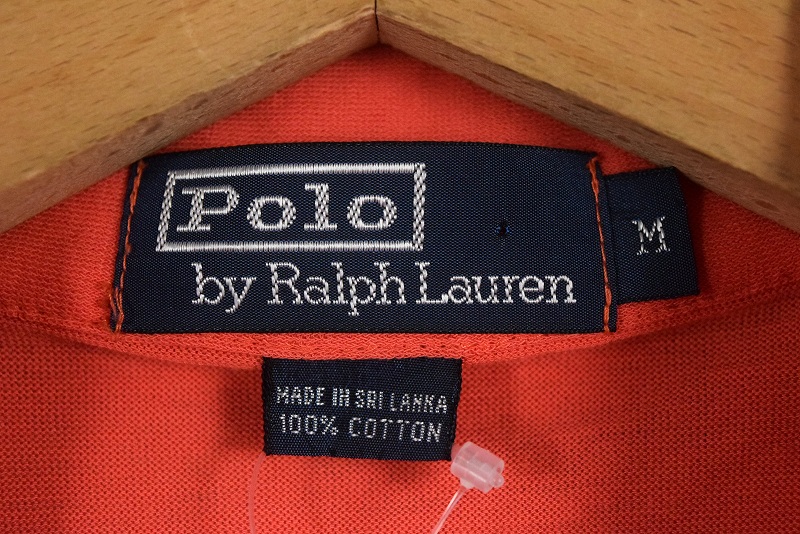 Polo
by Ralph Lauren
M
MADE IN SRI LANKA
100% COTTON